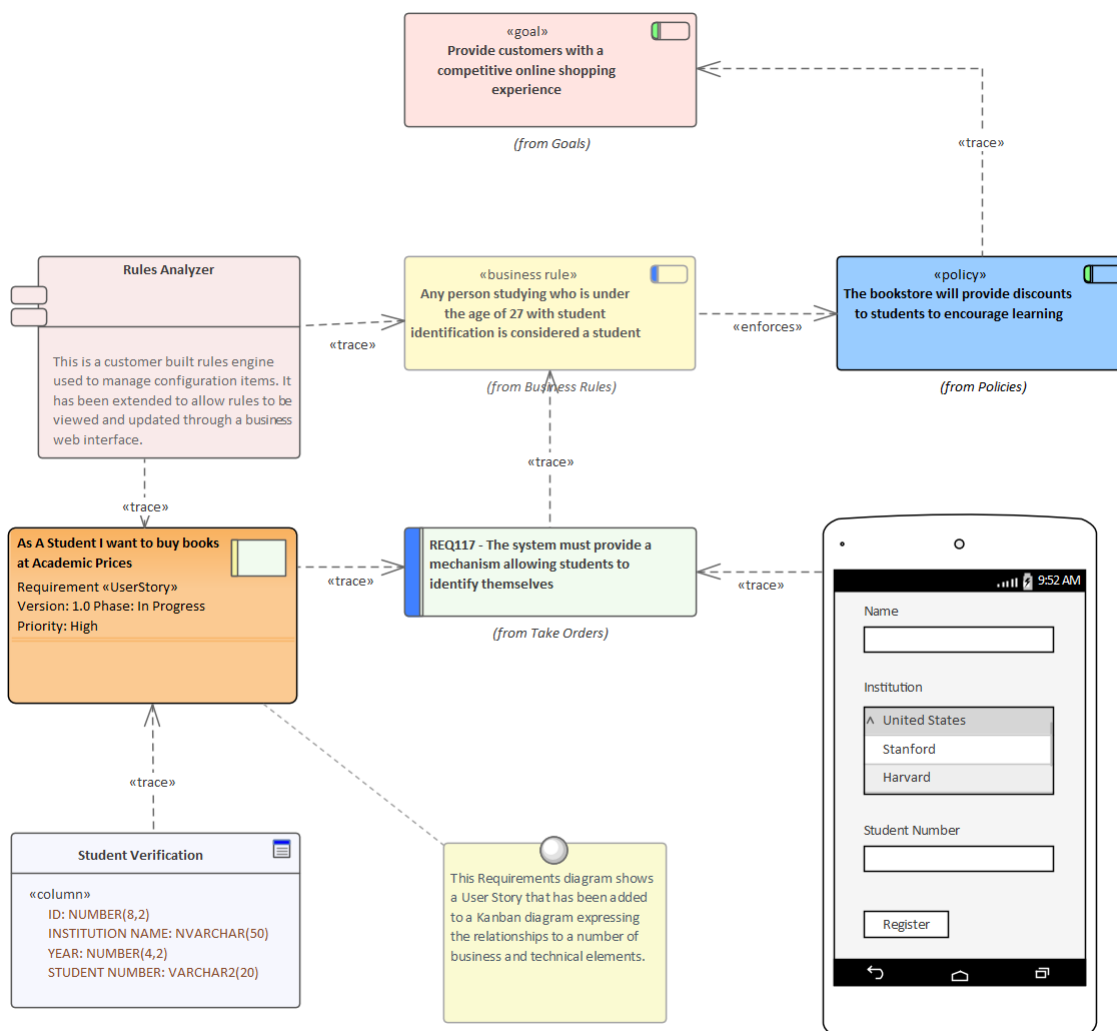 «goal»
Provide customers with a
competitive online shopping
experience
(from Goals)
«trace»
Rules Analyzer
This is a customer built rules engine
used to manage configuration items. It
has been extended to allow rules to be
viewed and updated through a business
web interface.
«trace»
«business rule»
Any person studying who is under
the age of 27 with student
identification is considered a student
(from Business Rules)
«enforces»
«policy»
The bookstore will provide discounts
to students to encourage learning
(from Policies)
«trace»
«trace»
As A Student I want to buy books
at Academic Prices
Requirement «UserStory»
Version: 1.0 Phase: In Progress
Priority: High
«trace»
REQ117 - The system must provide a
mechanism allowing students to
identify themselves
(from Take Orders)
«trace»
9:52 AM
Name
Institution
United States
Stanford
Harvard
Student Number
Register
«trace»
Student Verification
«column»
ID: NUMBER(8,2)
INSTITUTION NAME: NVARCHAR(50)
YEAR: NUMBER(4,2)
STUDENT NUMBER: VARCHAR2(20)
This Requirements diagram shows
a User Story that has been added
to a Kanban diagram expressing
the relationships to a number of
business and technical elements.